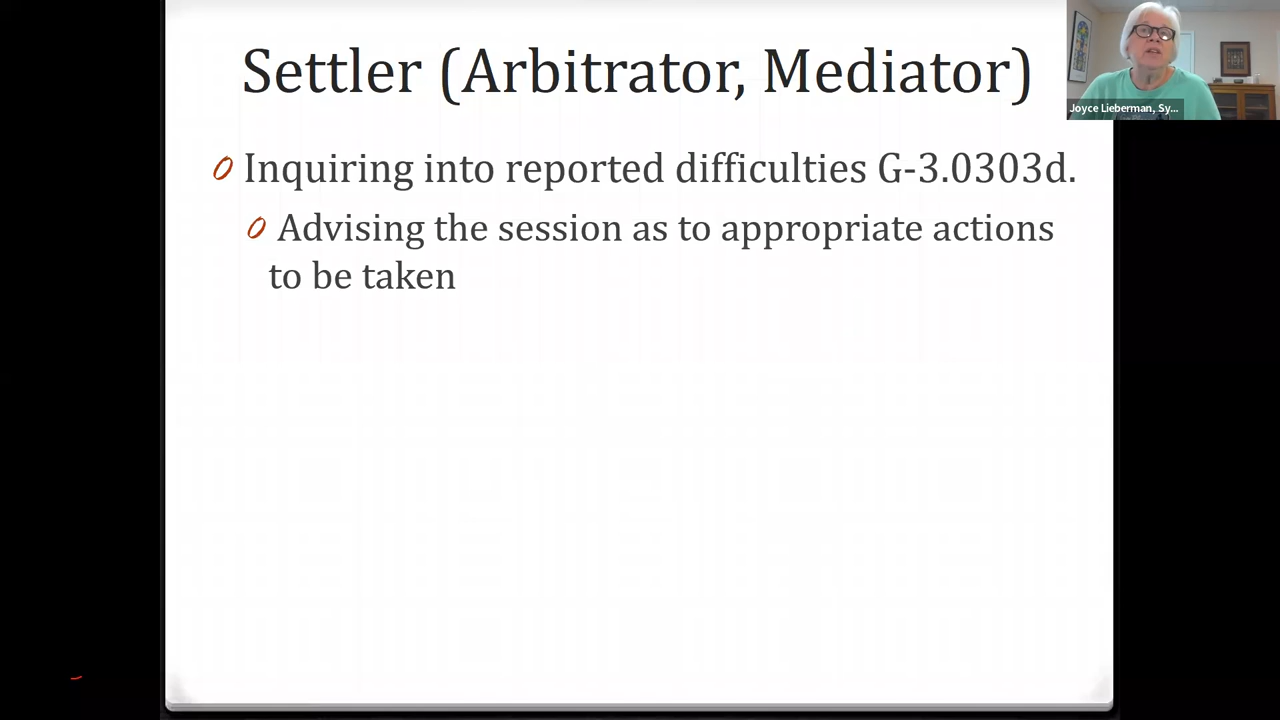 Settler (Arbitrator, Mediator)
Joyce Lieberman, Sy...
Inquiring into reported difficulties G-3.0303d.
Advising the session as to appropriate actions
to be taken